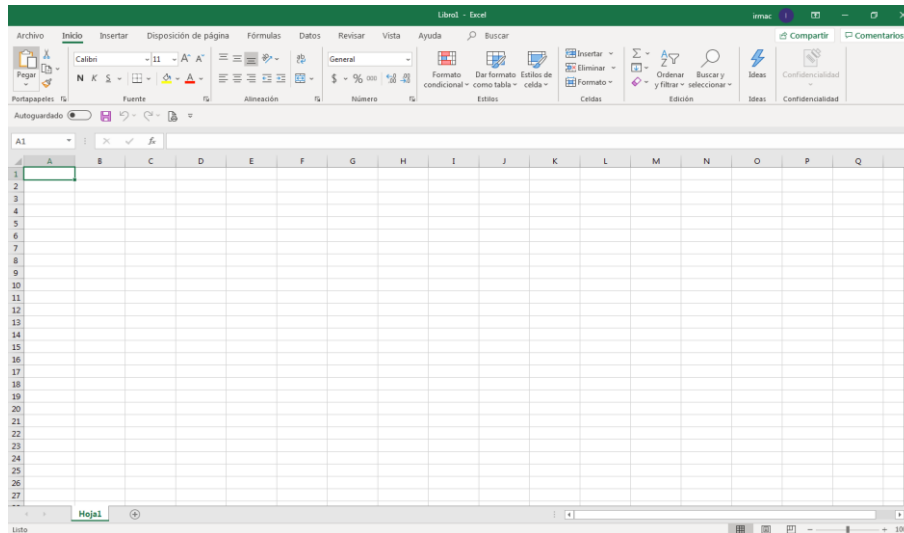 Libro1 - Excel
irmac
I
Archivo Inicio Insertar Disposición de página Fórmulas Datos Revisar Vista Ayuda Buscar
Compartir Comentarios
Pegar
Calibri 11 A^ Aˇ
N K S A
ab
General
$ % 000
Formato condicional
Dar formato como tabla
Estilos de celda
Insertar
Eliminar
Formato
Ordenar y filtrar
Buscar y seleccionar
Ideas
Confidencialidad
Portapapeles Fuente Alineación Número Estilos Celdas Edición Ideas Confidencialidad
Autoguardado
A1 fx
A B C D E F G H I J K L M N O P Q
1
2
3
4
5
6
7
8
9
10
11
12
13
14
15
16
17
18
19
20
21
22
23
24
25
26
27
Hoja1
Listo